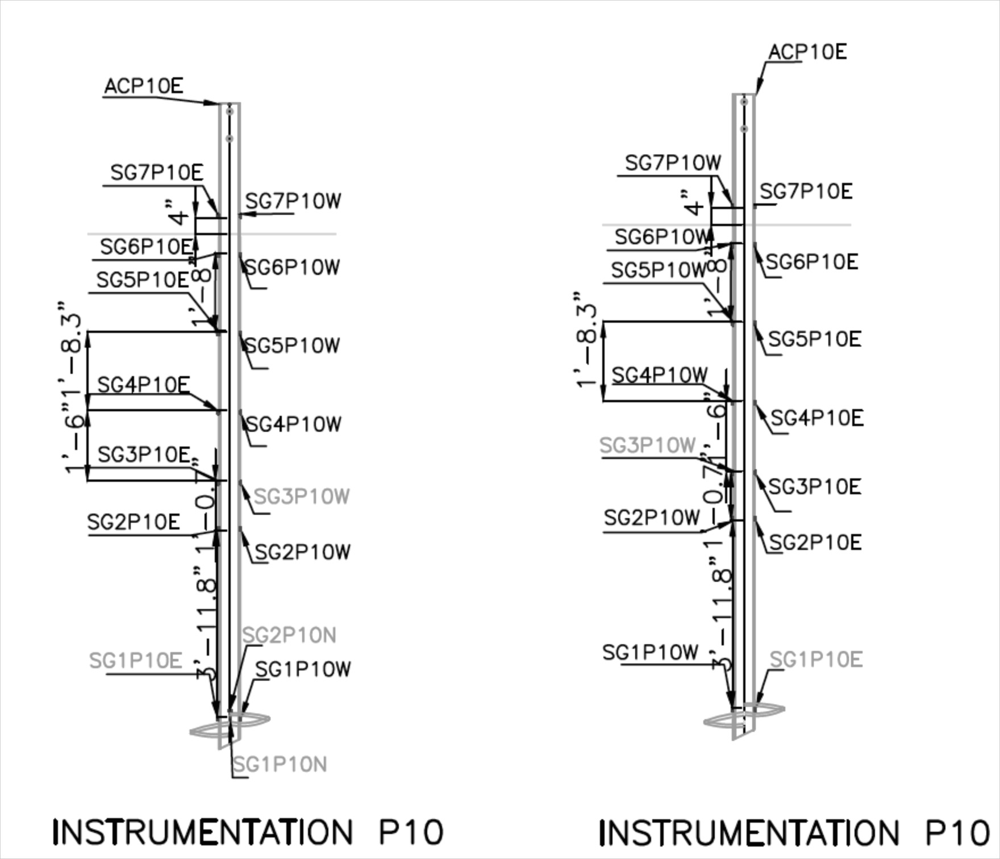 ACP10E
SG7P10E
4"
SG7P10W
SG6P10E
SG6P10W
1'-8"
SG5P10E
SG5P10W
1'-8.3"
SG4P10E
SG4P10W
1'-6"
SG3P10E
SG3P10W
1'-0.7"
SG2P10E
SG2P10W
3'-11.8"
SG2P10N
SG1P10E
SG1P10W
SG1P10N
INSTRUMENTATION P10
ACP10E
SG7P10W
4"
SG7P10E
SG6P10W
SG6P10E
1'-8"
SG5P10W
SG5P10E
1'-8.3"
SG4P10W
SG4P10E
1'-6"
SG3P10W
SG3P10E
1'-0.7"
SG2P10W
SG2P10E
3'-11.8"
SG1P10W
SG1P10E
INSTRUMENTATION P10